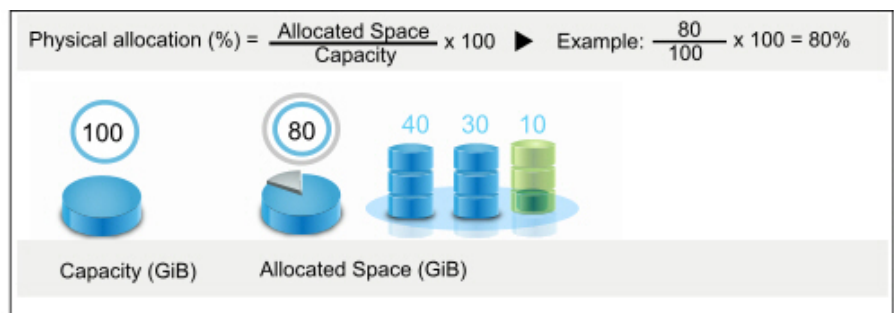 Physical allocation (%) = Allocated Space / Capacity x 100 ► Example: 80 / 100 x 100 = 80%
100
80
40 30 10
Capacity (GiB) Allocated Space (GiB)